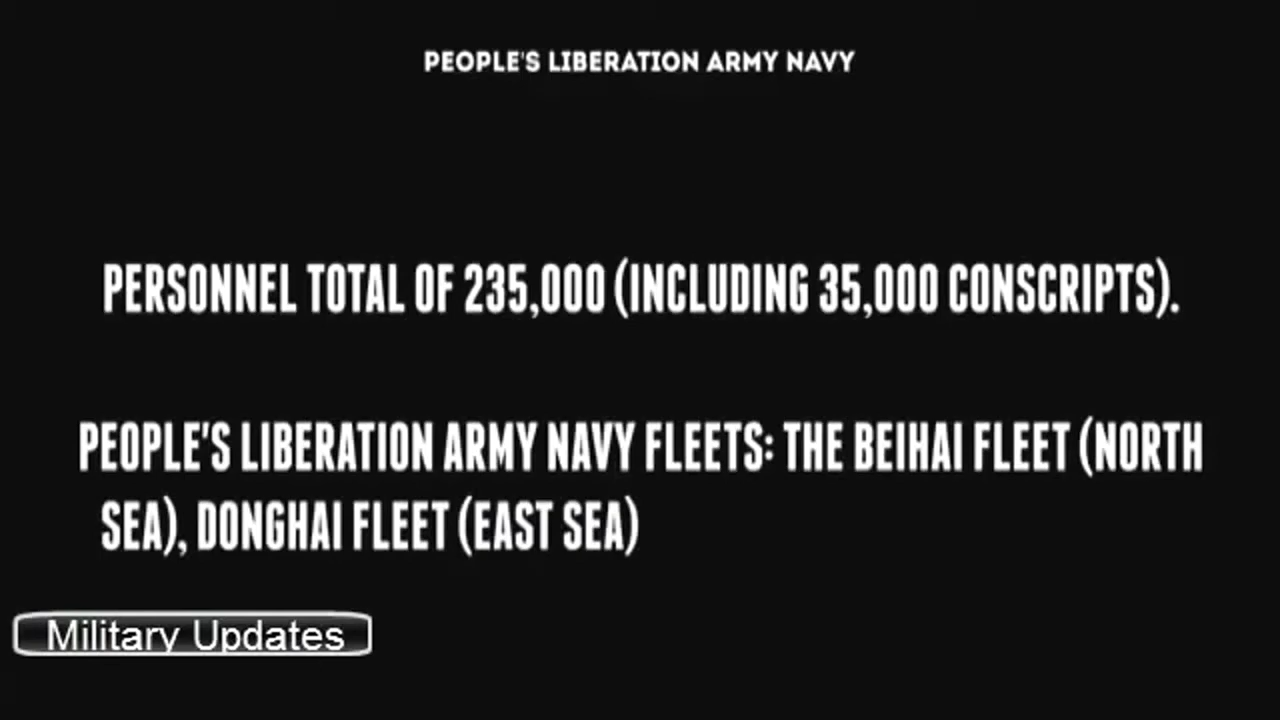 PEOPLE'S LIBERATION ARMY NAVY
PERSONNEL TOTAL OF 235,000 (INCLUDING 35,000 CONSCRIPTS).
PEOPLE'S LIBERATION ARMY NAVY FLEETS: THE BEIHAI FLEET (NORTH
SEA), DONGHAI FLEET (EAST SEA)
Military Updates